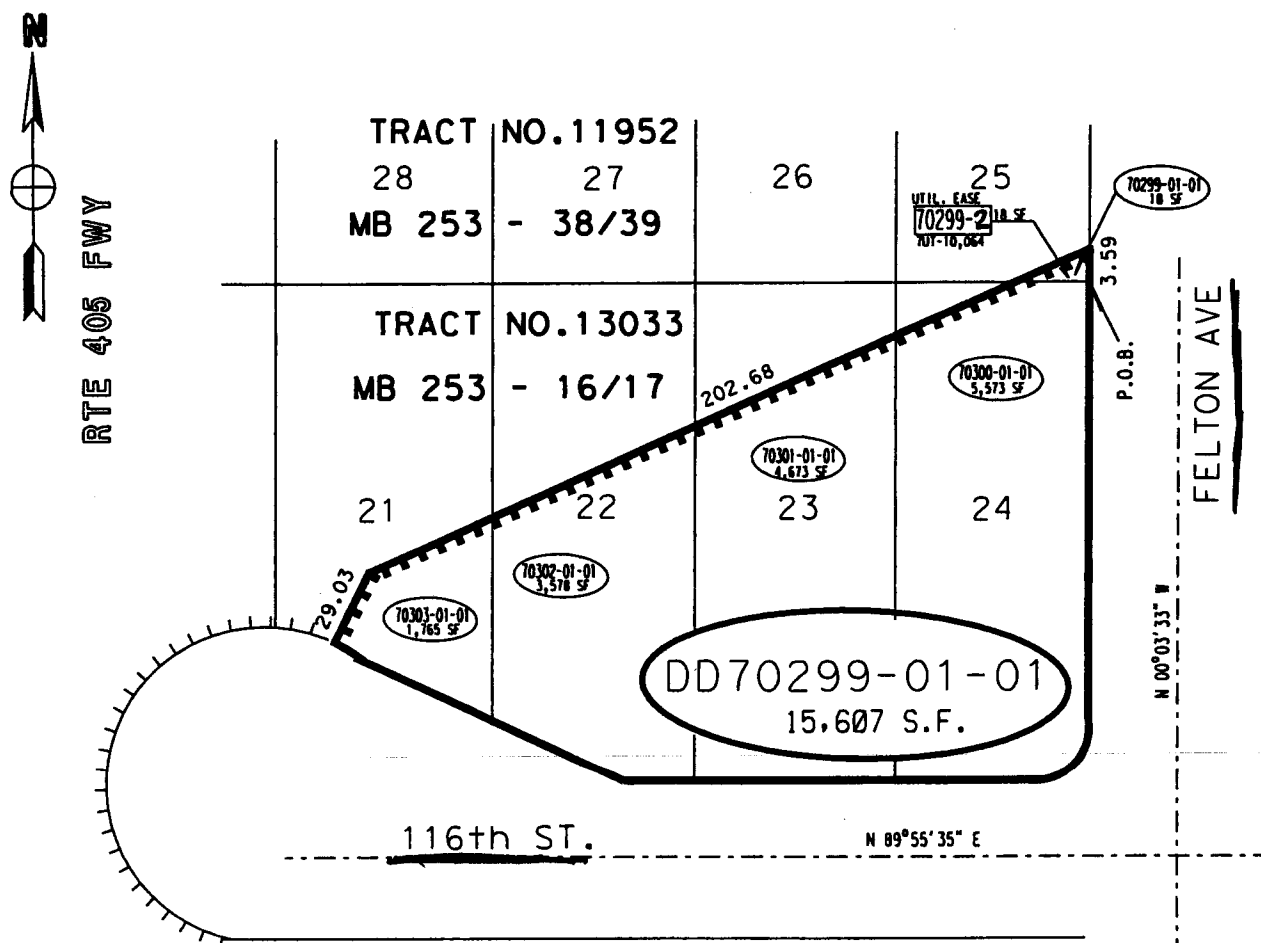 N
RTE 405 FWY
TRACT NO.11952
28 27 26 25
MB 253 - 38/39
UTIL. EASE
70299-2 18 SF
7UT-10,064
70299-01-01
18 SF
3.59
P.O.B.
FELTON AVE
TRACT NO.13033
MB 253 - 16/17
202.68
70300-01-01
5,573 SF
70301-01-01
4,673 SF
21 22 23 24
70302-01-01
3,578 SF
29.03
70303-01-01
1,765 SF
DD70299-01-01
15,607 S.F.
N 00°03'33" W
116th ST.
N 89°55'35" E